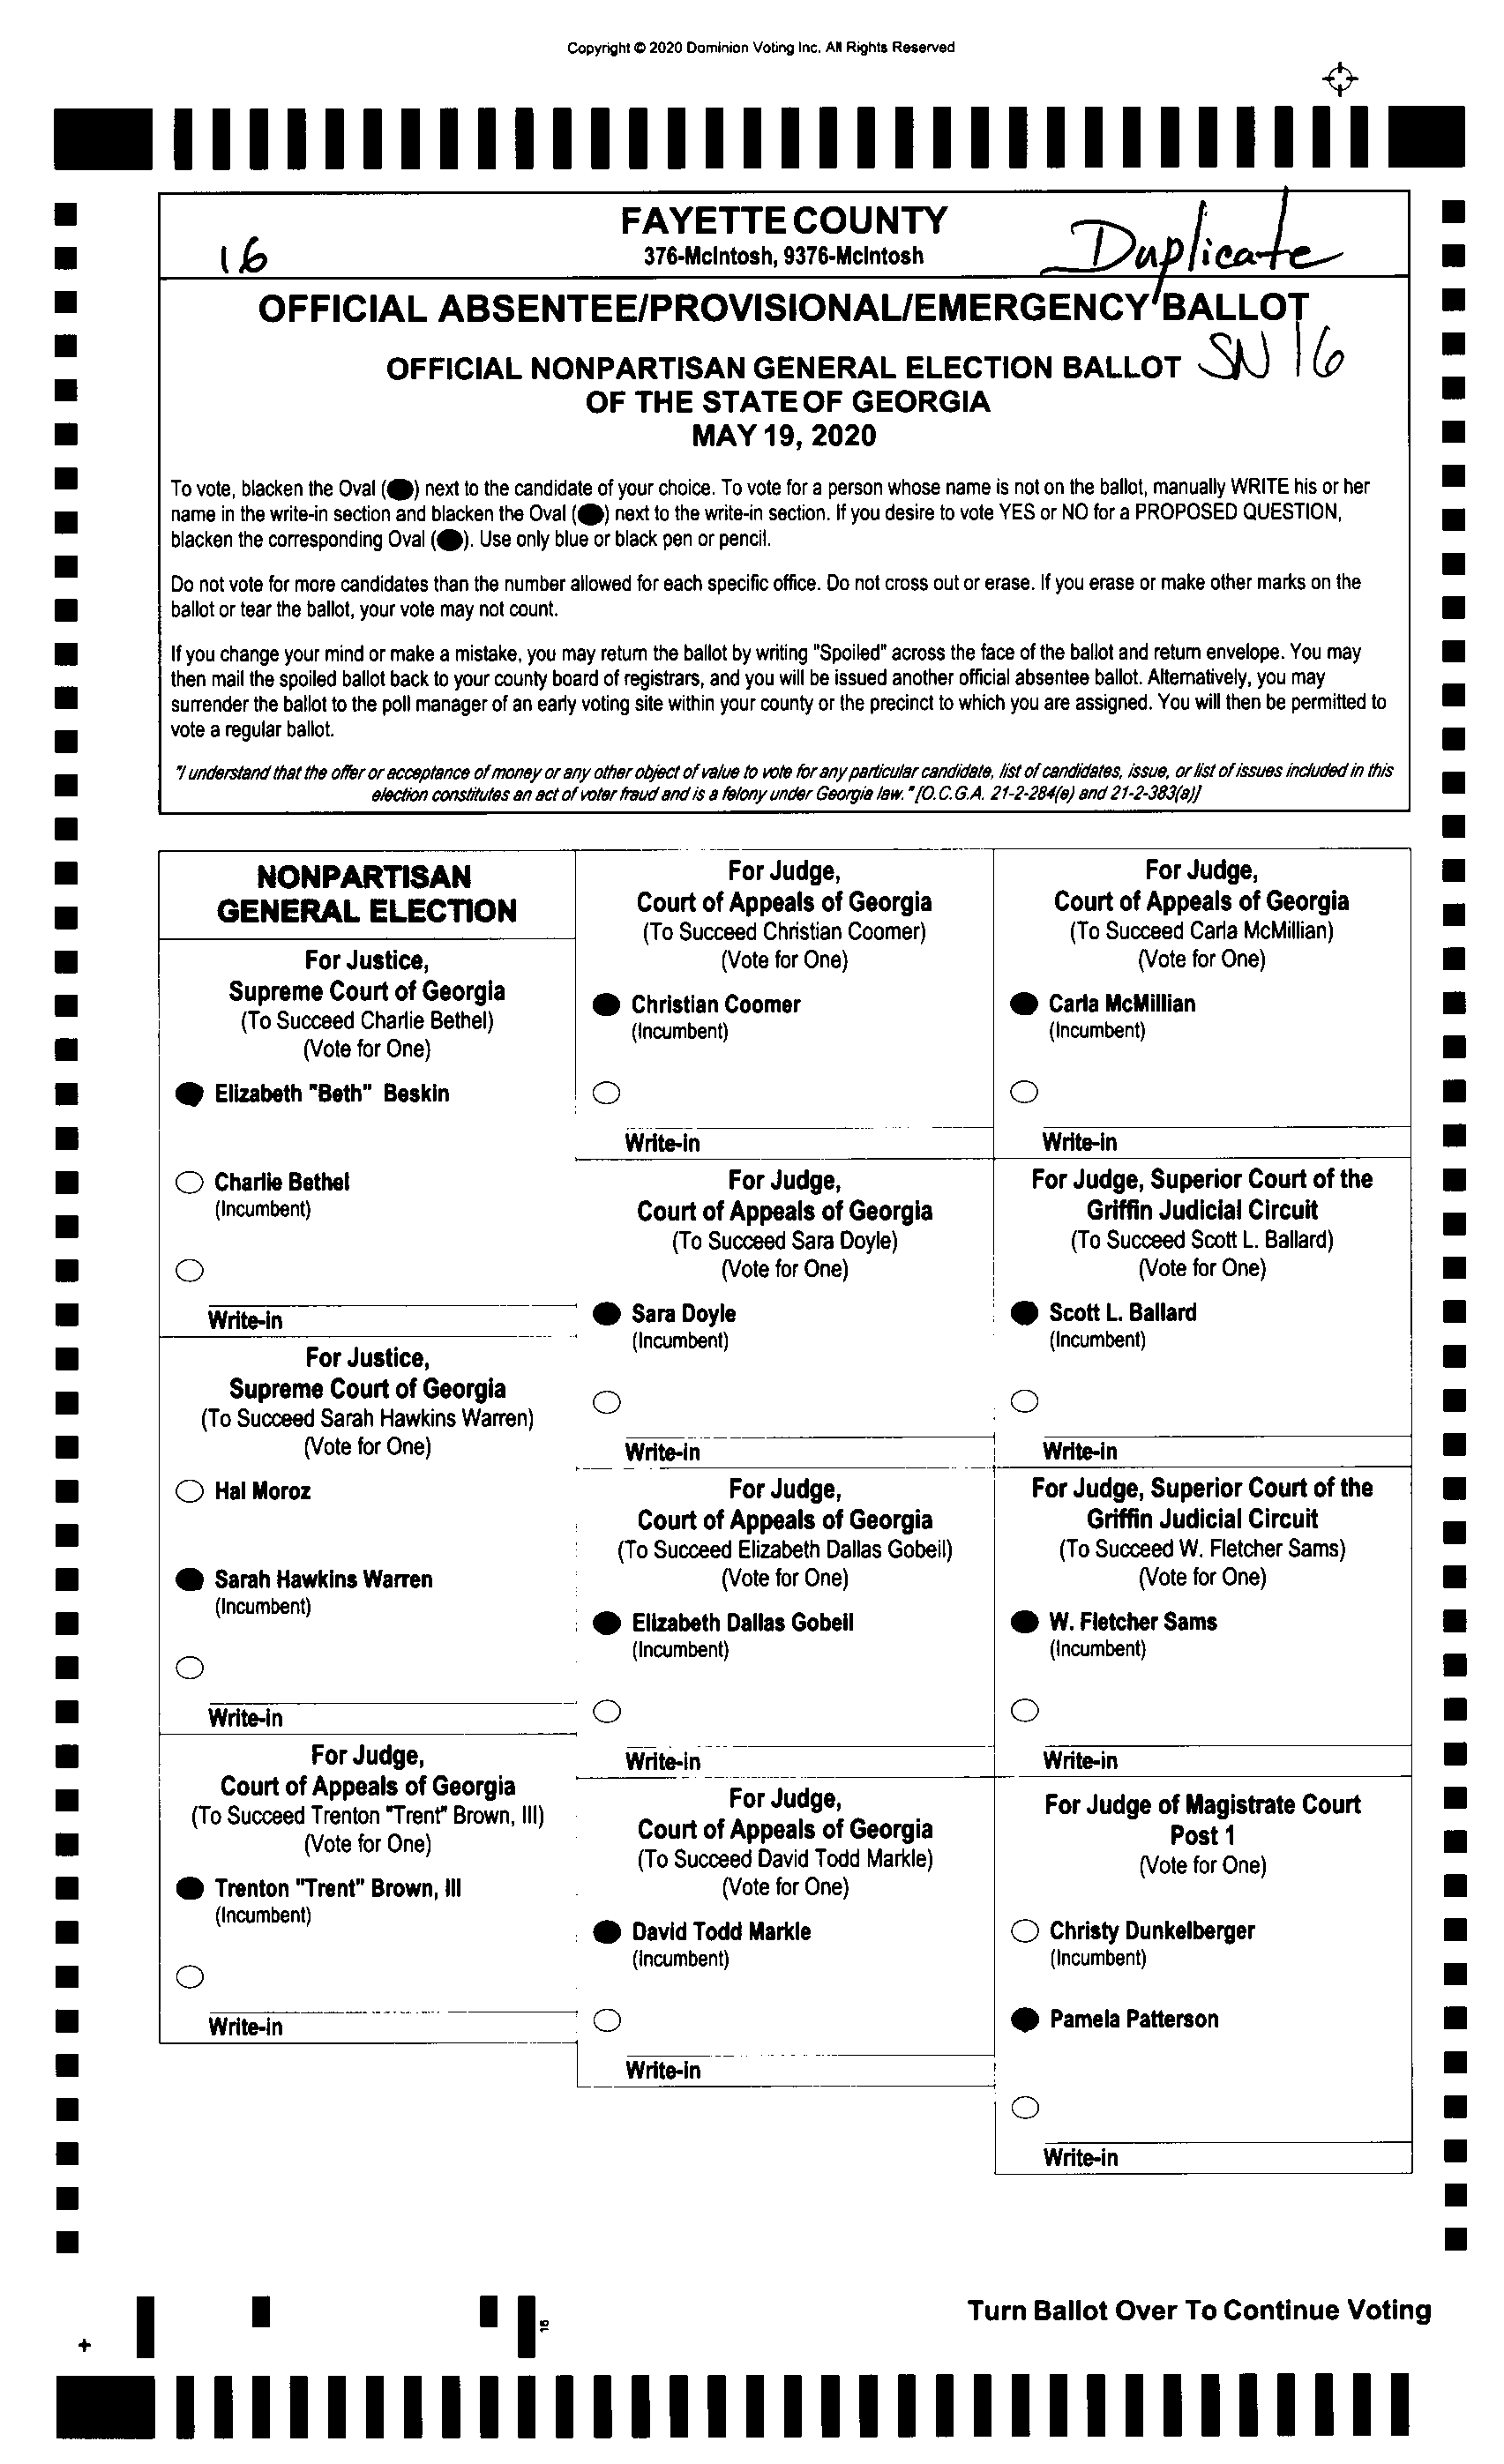 Copyright © 2020 Dominion Voting Inc. All Rights Reserved
FAYETTE COUNTY
16
376-McIntosh, 9376-McIntosh
Duplicate
OFFICIAL ABSENTEE/PROVISIONAL/EMERGENCY BALLOT
OFFICIAL NONPARTISAN GENERAL ELECTION BALLOT
SN 16
OF THE STATE OF GEORGIA
MAY 19, 2020
To vote, blacken the Oval (●) next to the candidate of your choice. To vote for a person whose name is not on the ballot, manually WRITE his or her
name in the write-in section and blacken the Oval (●) next to the write-in section. If you desire to vote YES or NO for a PROPOSED QUESTION,
blacken the corresponding Oval (●). Use only blue or black pen or pencil.
Do not vote for more candidates than the number allowed for each specific office. Do not cross out or erase. If you erase or make other marks on the
ballot or tear the ballot, your vote may not count.
If you change your mind or make a mistake, you may return the ballot by writing "Spoiled" across the face of the ballot and return envelope. You may
then mail the spoiled ballot back to your county board of registrars, and you will be issued another official absentee ballot. Alternatively, you may
surrender the ballot to the poll manager of an early voting site within your county or the precinct to which you are assigned. You will then be permitted to
vote a regular ballot.
"I understand that the offer or acceptance of money or any other object of value to vote for any particular candidate, list of candidates, issue, or list of issues included in this
election constitutes an act of voter fraud and is a felony under Georgia law." [O.C.G.A. 21-2-284(e) and 21-2-383(a)]
NONPARTISAN
GENERAL ELECTION
For Justice,
Supreme Court of Georgia
(To Succeed Charlie Bethel)
(Vote for One)
Elizabeth "Beth" Beskin
Charlie Bethel
(Incumbent)
Write-in
For Justice,
Supreme Court of Georgia
(To Succeed Sarah Hawkins Warren)
(Vote for One)
Hal Moroz
Sarah Hawkins Warren
(Incumbent)
Write-in
For Judge,
Court of Appeals of Georgia
(To Succeed Trenton "Trent" Brown, III)
(Vote for One)
Trenton "Trent" Brown, III
(Incumbent)
Write-in
For Judge,
Court of Appeals of Georgia
(To Succeed Christian Coomer)
(Vote for One)
Christian Coomer
(Incumbent)
Write-in
For Judge,
Court of Appeals of Georgia
(To Succeed Sara Doyle)
(Vote for One)
Sara Doyle
(Incumbent)
Write-in
For Judge,
Court of Appeals of Georgia
(To Succeed Elizabeth Dallas Gobeil)
(Vote for One)
Elizabeth Dallas Gobeil
(Incumbent)
Write-in
For Judge,
Court of Appeals of Georgia
(To Succeed David Todd Markle)
(Vote for One)
David Todd Markle
(Incumbent)
Write-in
For Judge,
Court of Appeals of Georgia
(To Succeed Carla McMillian)
(Vote for One)
Carla McMillian
(Incumbent)
Write-in
For Judge, Superior Court of the
Griffin Judicial Circuit
(To Succeed Scott L. Ballard)
(Vote for One)
Scott L. Ballard
(Incumbent)
Write-in
For Judge, Superior Court of the
Griffin Judicial Circuit
(To Succeed W. Fletcher Sams)
(Vote for One)
W. Fletcher Sams
(Incumbent)
Write-in
For Judge of Magistrate Court
Post 1
(Vote for One)
Christy Dunkelberger
(Incumbent)
Pamela Patterson
Write-in
Turn Ballot Over To Continue Voting
16
+